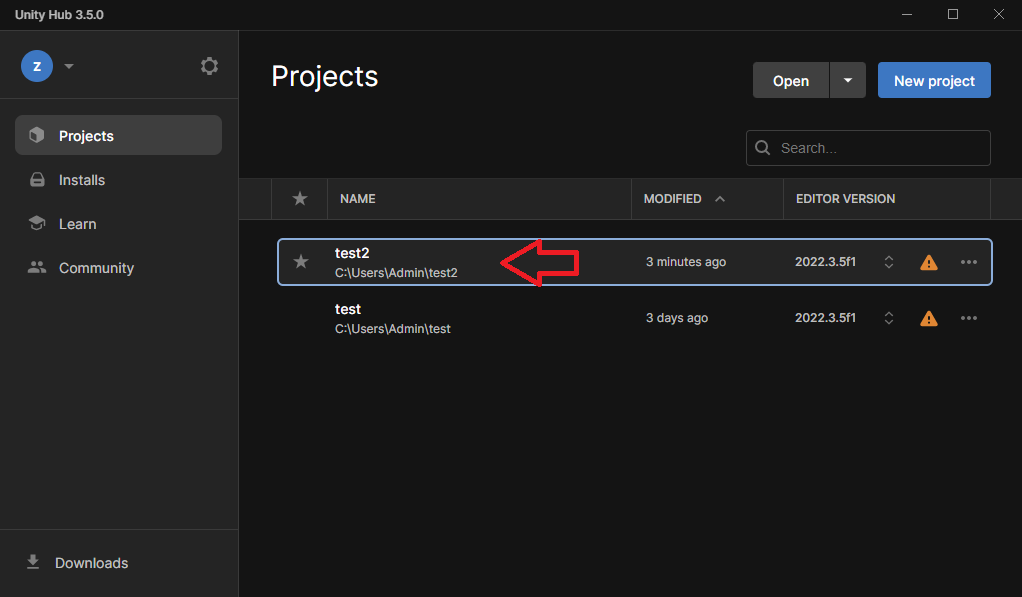 Unity Hub 3.5.0
z
Projects
Installs
Learn
Community
Downloads
Projects
Open
New project
Search...
NAME
MODIFIED
EDITOR VERSION
test2
C:\Users\Admin\test2
3 minutes ago
2022.3.5f1
test
C:\Users\Admin\test
3 days ago
2022.3.5f1